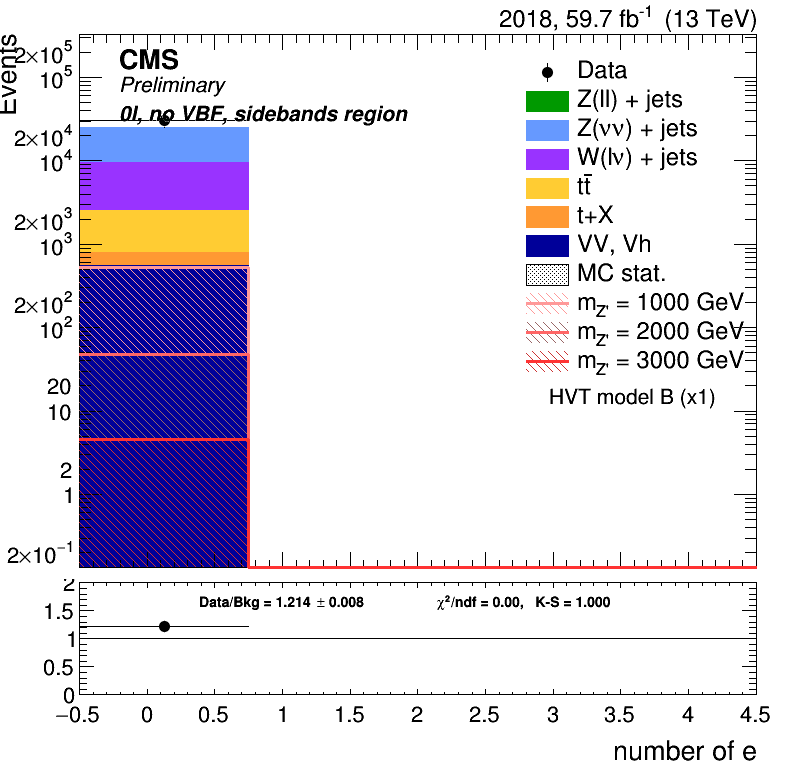 2018, 59.7 fb⁻¹ (13 TeV)
Events
2×10⁵
10⁵
2×10⁴
10⁴
2×10³
10³
2×10²
10²
20
10
2
1
2×10⁻¹
CMS
Preliminary
0l, no VBF, sidebands region
Data
Z(ll) + jets
Z(νν) + jets
W(lν) + jets
tt̄
t+X
VV, Vh
MC stat.
m_Z' = 1000 GeV
m_Z' = 2000 GeV
m_Z' = 3000 GeV
HVT model B (x1)
2
1.5
1
0.5
0
Data/Bkg = 1.214 ± 0.008 χ²/ndf = 0.00, K-S = 1.000
−0.5 0 0.5 1 1.5 2 2.5 3 3.5 4 4.5
number of e